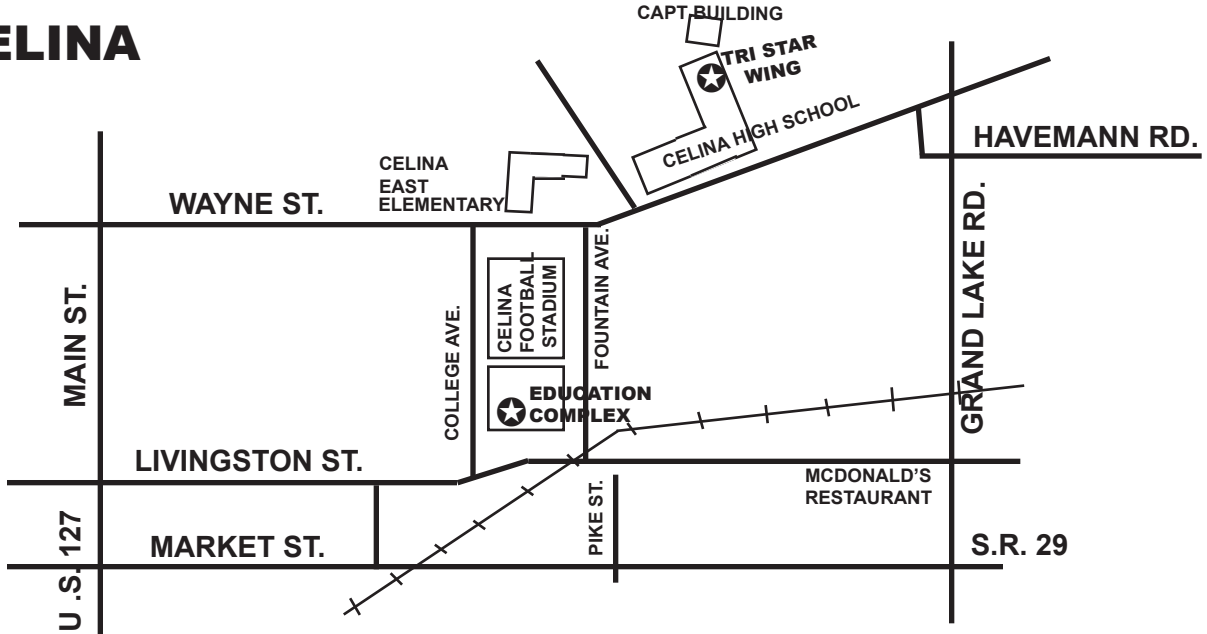 ELINA
CAPT BUILDING
TRI STAR
WING
CELINA HIGH SCHOOL
HAVEMANN RD.
CELINA
EAST
ELEMENTARY
WAYNE ST.
MAIN ST.
COLLEGE AVE.
CELINA
FOOTBALL
STADIUM
FOUNTAIN AVE.
GRAND LAKE RD.
EDUCATION
COMPLEX
LIVINGSTON ST.
MCDONALD'S
RESTAURANT
U .S. 127
MARKET ST.
PIKE ST.
S.R. 29